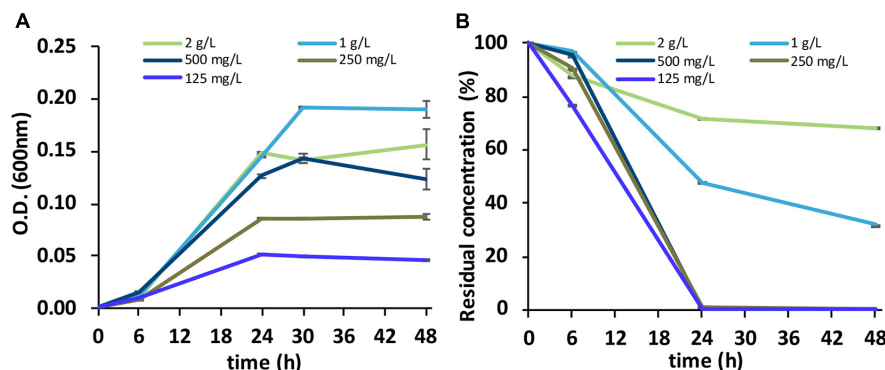 A
2 g/L
1 g/L
500 mg/L
250 mg/L
125 mg/L
O.D. (600nm)
0.25
0.20
0.15
0.10
0.05
0.00
0 6 12 18 24 30 36 42 48
time (h)
B
2 g/L
1 g/L
500 mg/L
250 mg/L
125 mg/L
Residual concentration (%)
100
80
60
40
20
0
0 6 12 18 24 30 36 42 48
time (h)